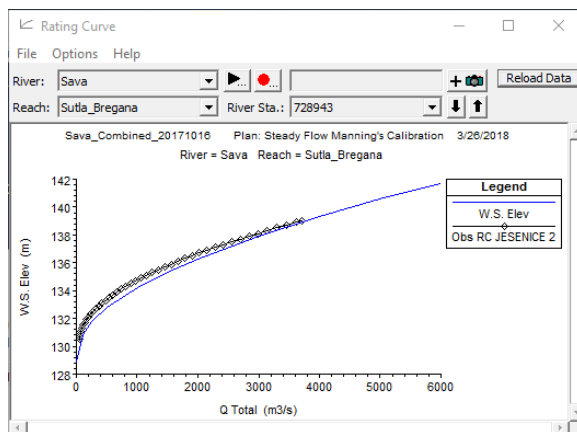 Rating Curve
File Options Help
River: Sava
Reload Data
Reach: Sutla_Bregana River Sta.: 728943
Sava_Combined_20171016 Plan: Steady Flow Manning's Calibration 3/26/2018
River = Sava Reach = Sutla_Bregana
142
140
138
136
134
132
130
128
W.S. Elev (m)
0 1000 2000 3000 4000 5000 6000
Q Total (m3/s)
Legend
W.S. Elev
Obs RC JESENICE 2